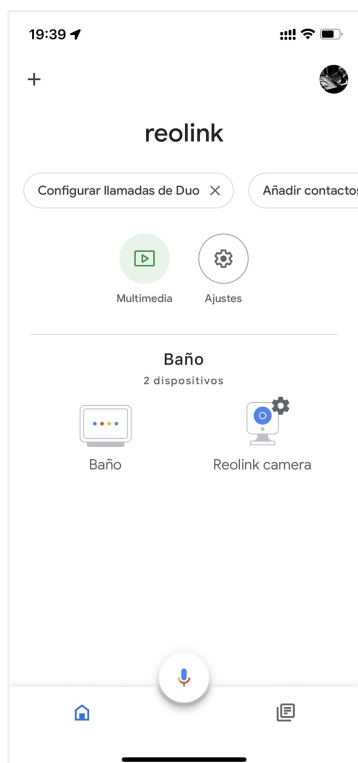 19:39
reolink
Configurar llamadas de Duo
Añadir contactos
Multimedia
Ajustes
Baño
2 dispositivos
Baño
Reolink camera